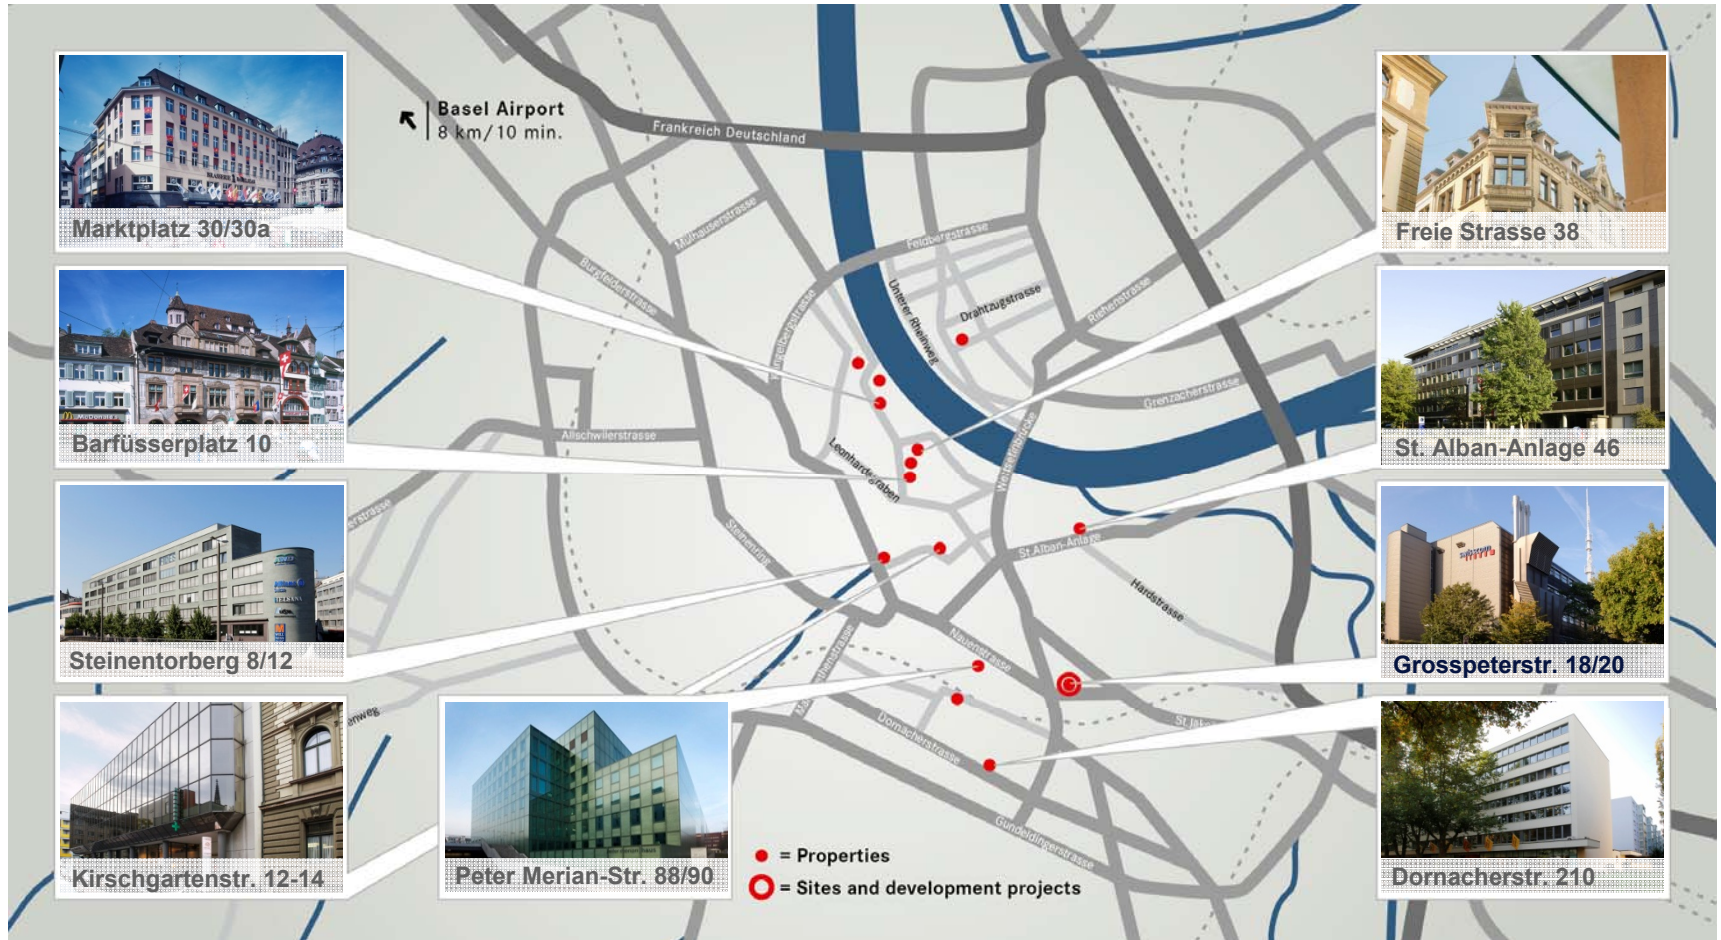 Basel Airport
8 km/10 min.
Frankreich Deutschland
Marktplatz 30/30a
Freie Strasse 38
Mülhauserstrasse
Feldbergstrasse
Burgfelderstrasse
Unterer Rheinweg
Drahtzugstrasse
Riehenstrasse
McDonald's
Barfüsserplatz 10
Allschwilerstrasse
Leonhardsgraben
Grenzacherstrasse
St. Alban-Anlage 46
Steinenring
St.Alban-Anlage
Hardstrasse
swisscom
Steinentorberg 8/12
Nauenstrasse
Grosspeterstr. 18/20
Dornacherstrasse
Kirschgartenstr. 12-14
Peter Merian-Str. 88/90
Gundeldingerstrasse
Dornacherstr. 210
= Properties
= Sites and development projects